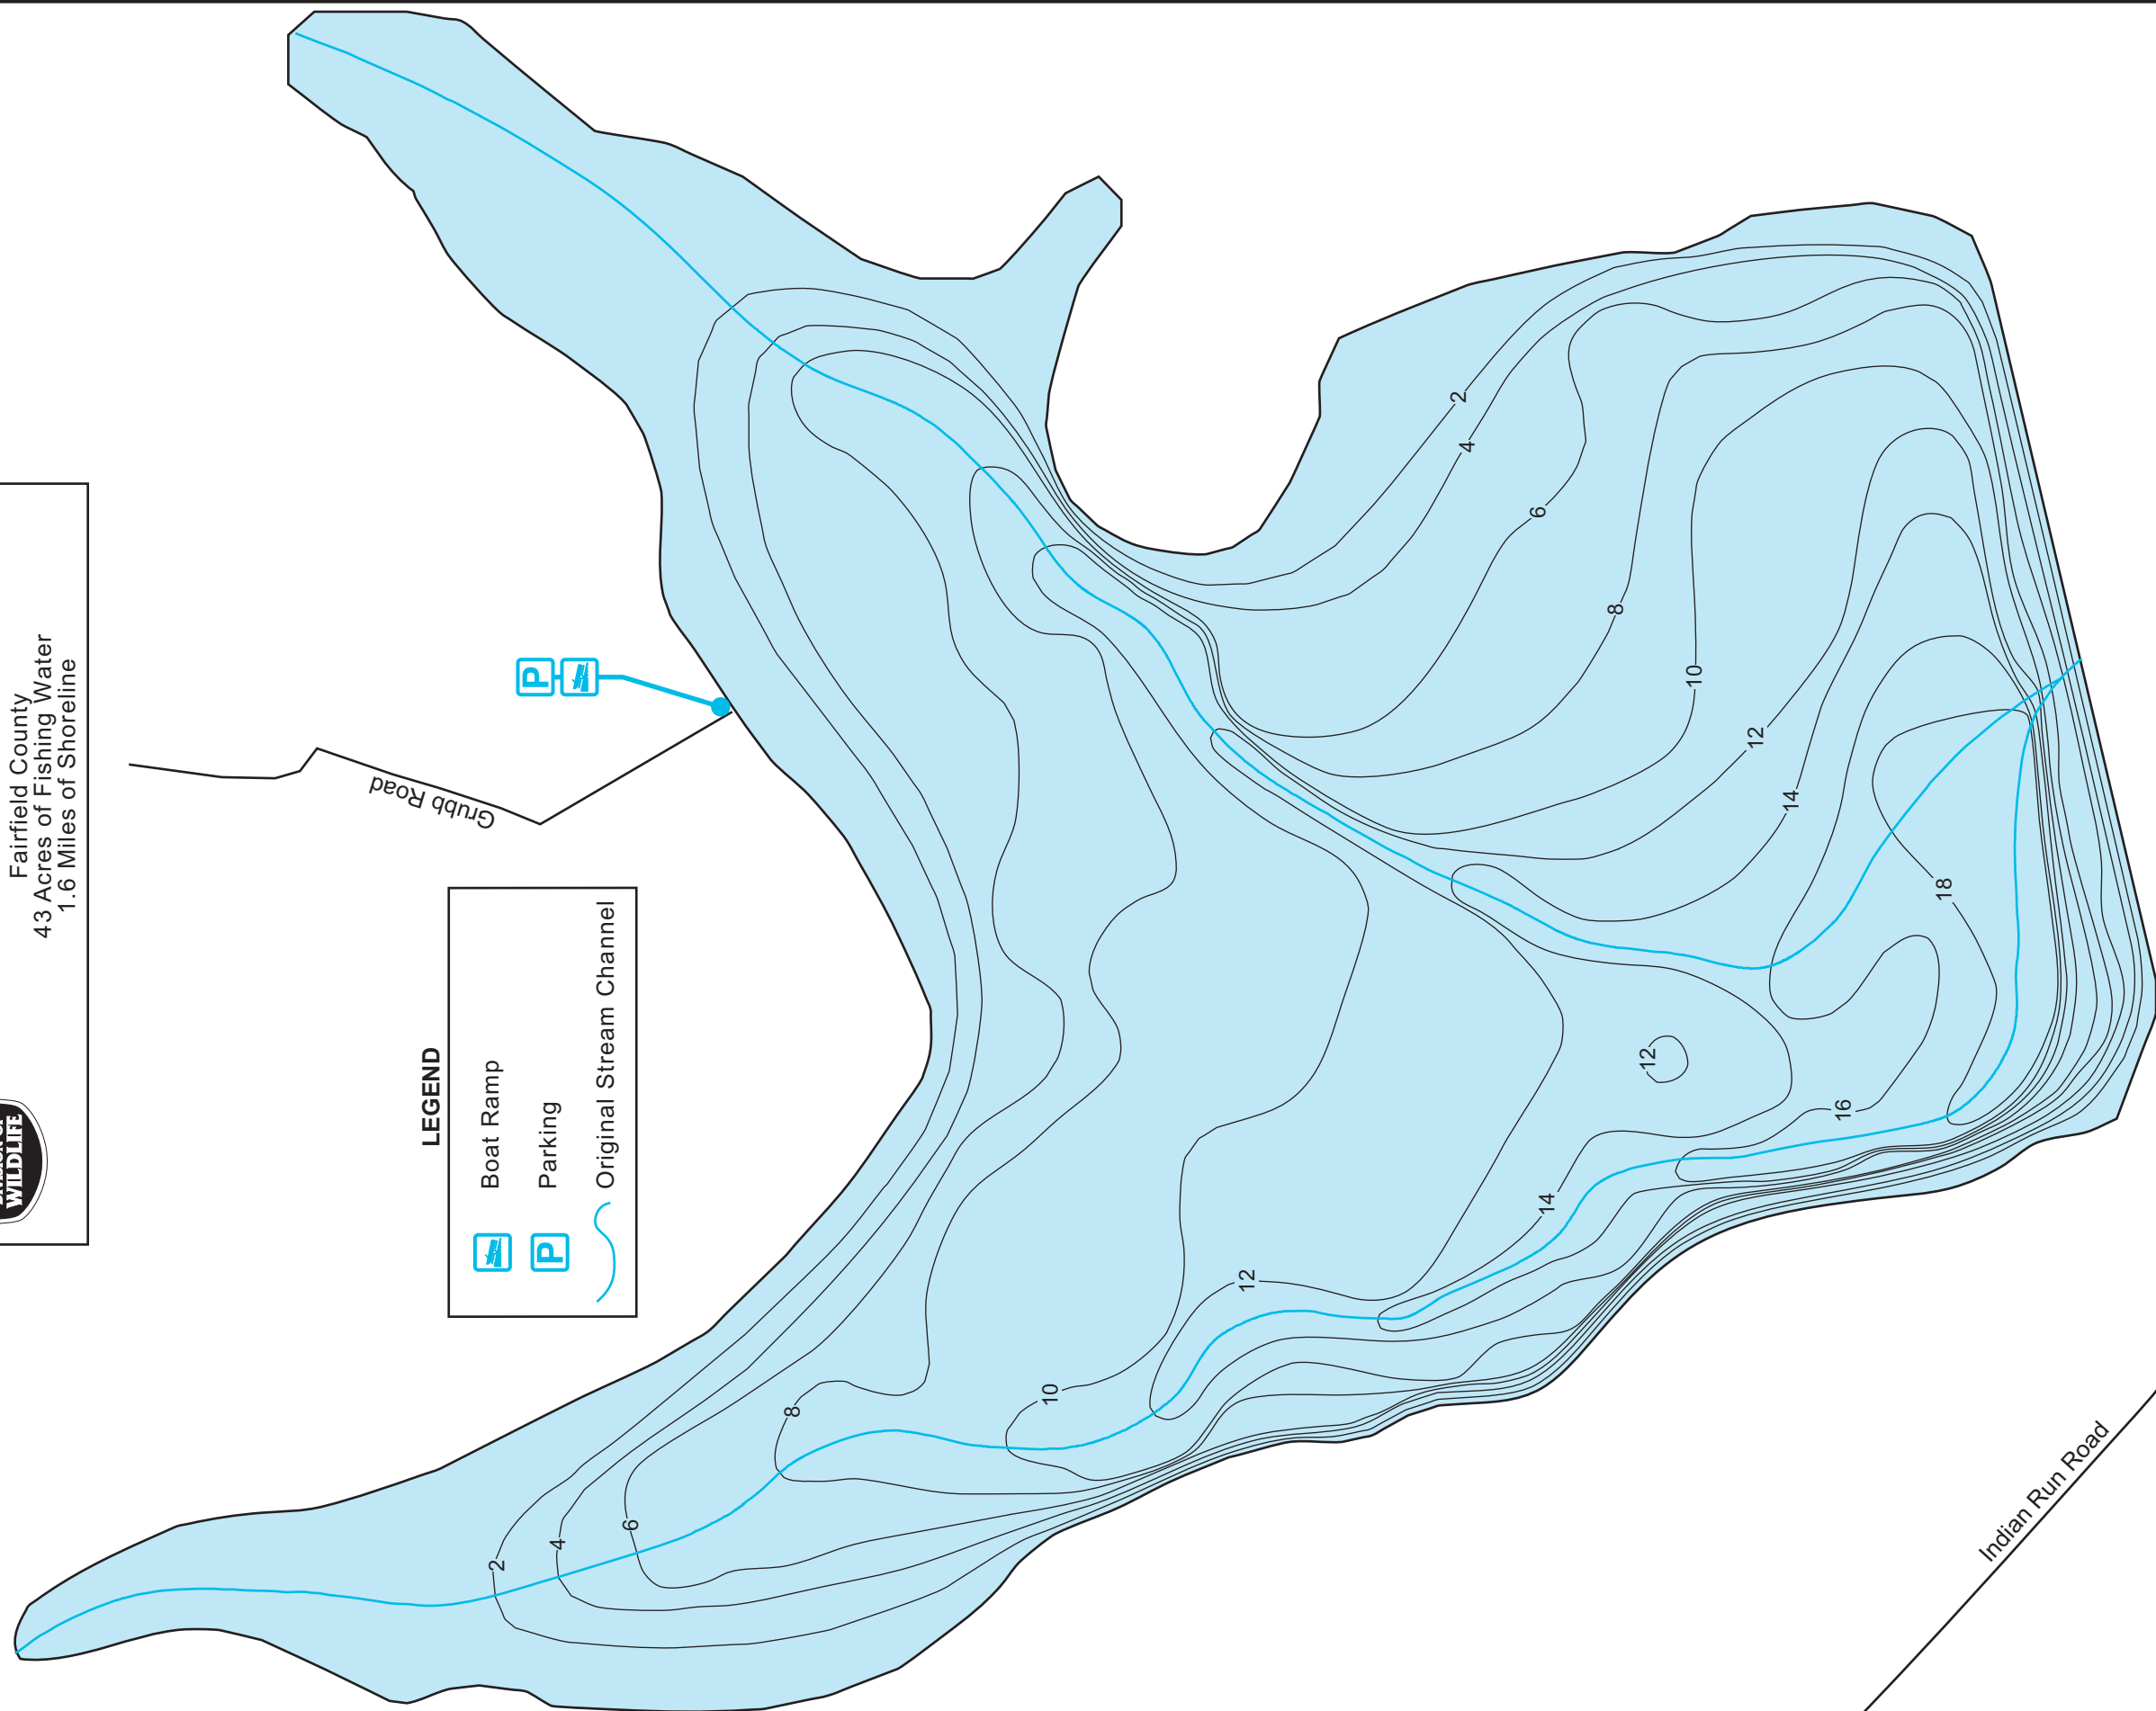 Fairfield County
43 Acres of Fishing Water
1.6 Miles of Shoreline
WILDLIFE
Grubb Road
LEGEND
Boat Ramp
P Parking
Original Stream Channel
P
2
4
6
8
10
12
14
18
12
16
14
12
10
8
6
4
2
Indian Run Road